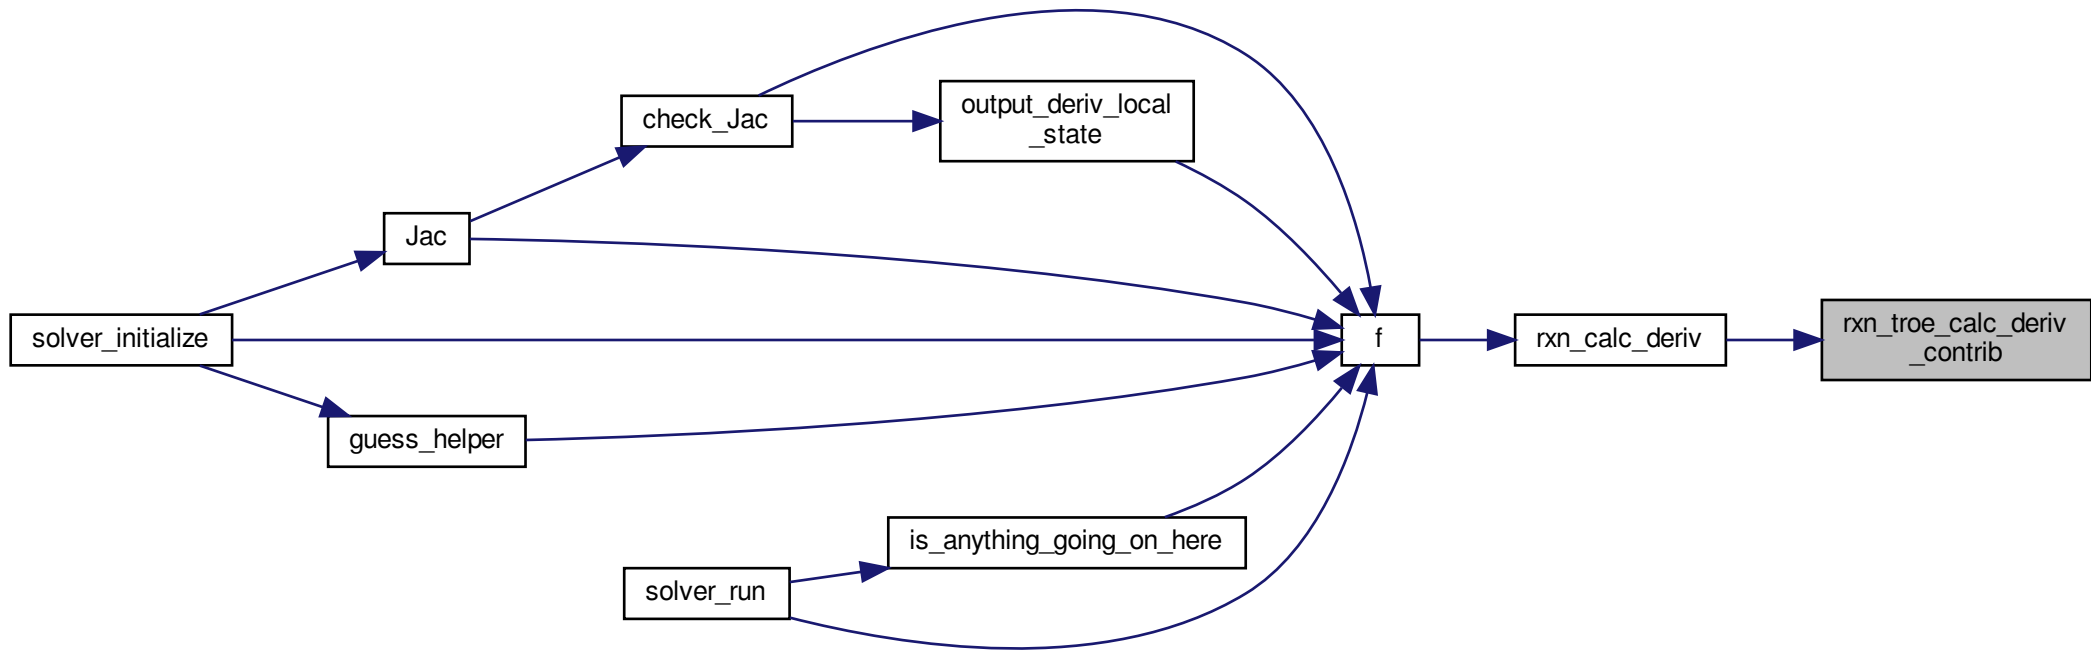 check_Jac
output_deriv_local
_state
Jac
solver_initialize
f
rxn_calc_deriv
rxn_troe_calc_deriv
_contrib
guess_helper
is_anything_going_on_here
solver_run